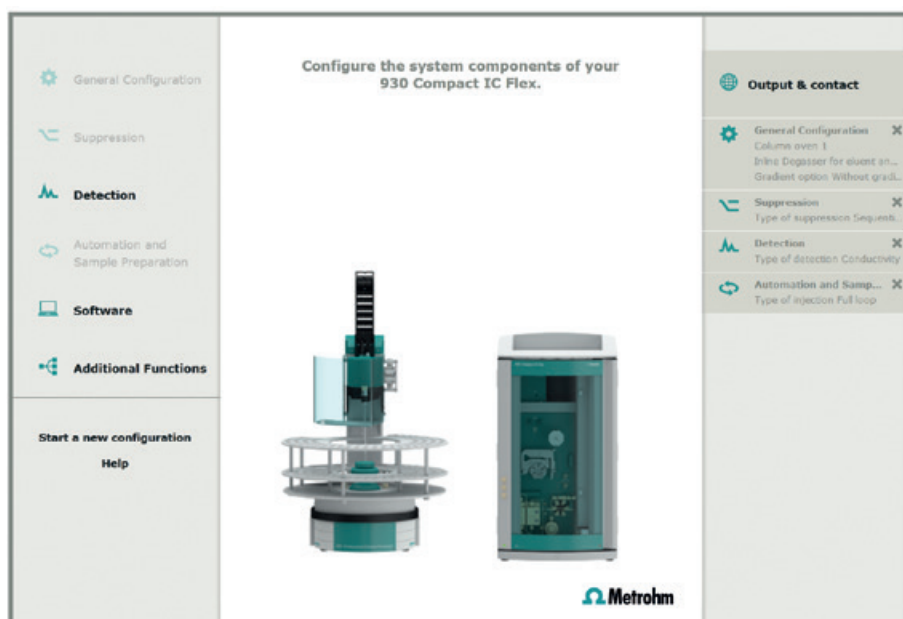 General Configuration
Suppression
Detection
Automation and
Sample Preparation
Software
Additional Functions
Start a new configuration
Help
Configure the system components of your
930 Compact IC Flex.
Metrohm
Output & contact
General Configuration
Column oven 1
Inline Degasser for eluent an...
Gradient option Without gradi...
Suppression
Type of suppression Sequenti...
Detection
Type of detection Conductivity
Automation and Samp...
Type of injection Full loop